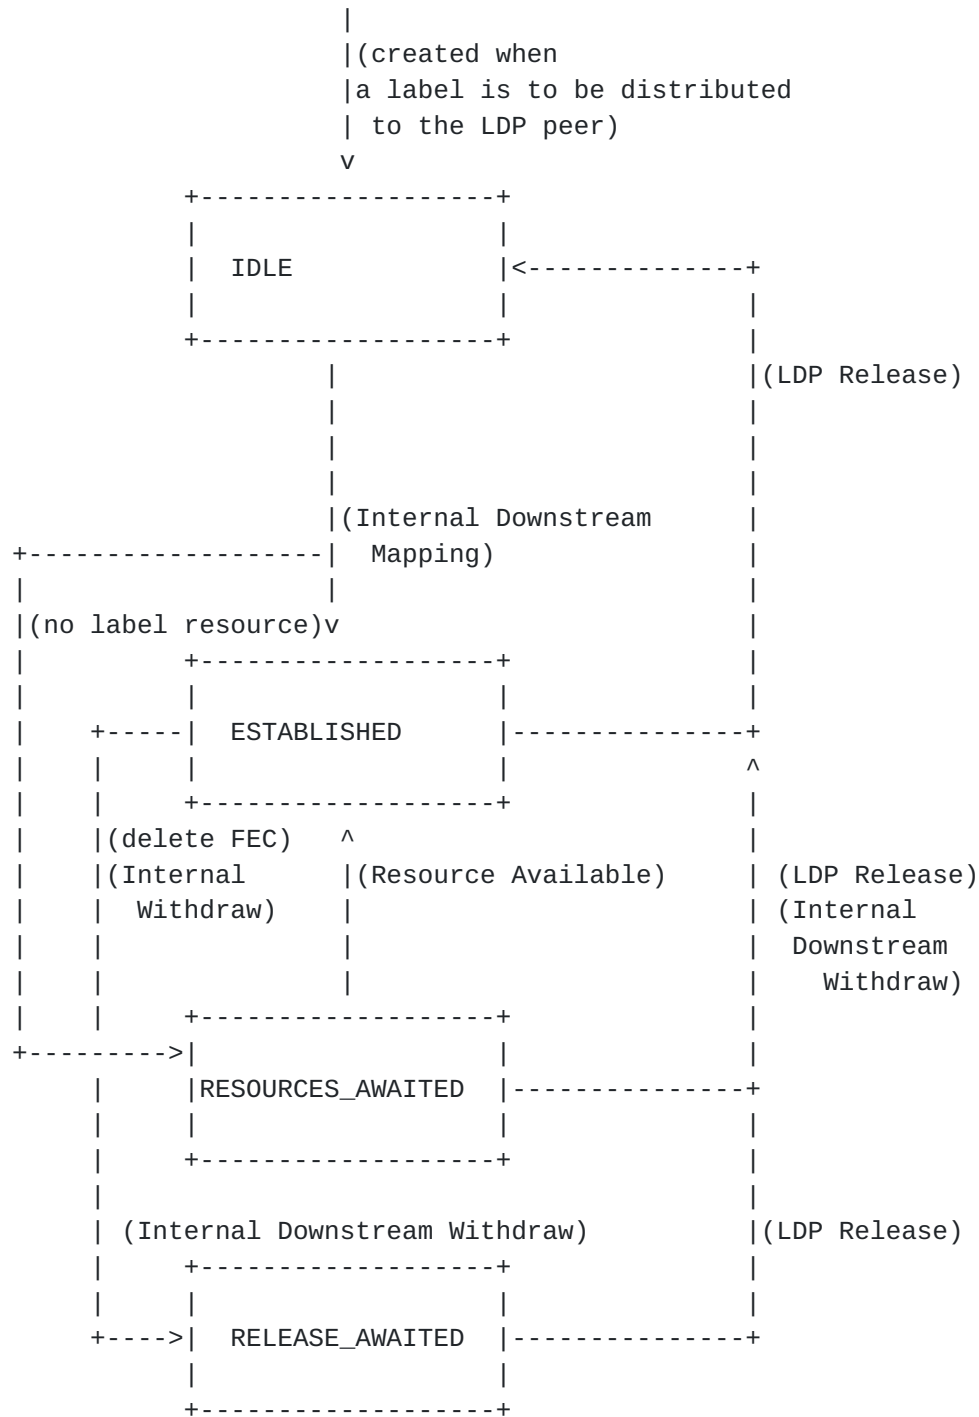 (created when
a label is to be distributed
to the LDP peer)
IDLE
(LDP Release)
(Internal Downstream
Mapping)
(no label resource)
ESTABLISHED
(delete FEC)
(Internal
Withdraw)
(Resource Available)
(LDP Release)
(Internal
Downstream
Withdraw)
RESOURCES_AWAITED
(Internal Downstream Withdraw)
(LDP Release)
RELEASE_AWAITED